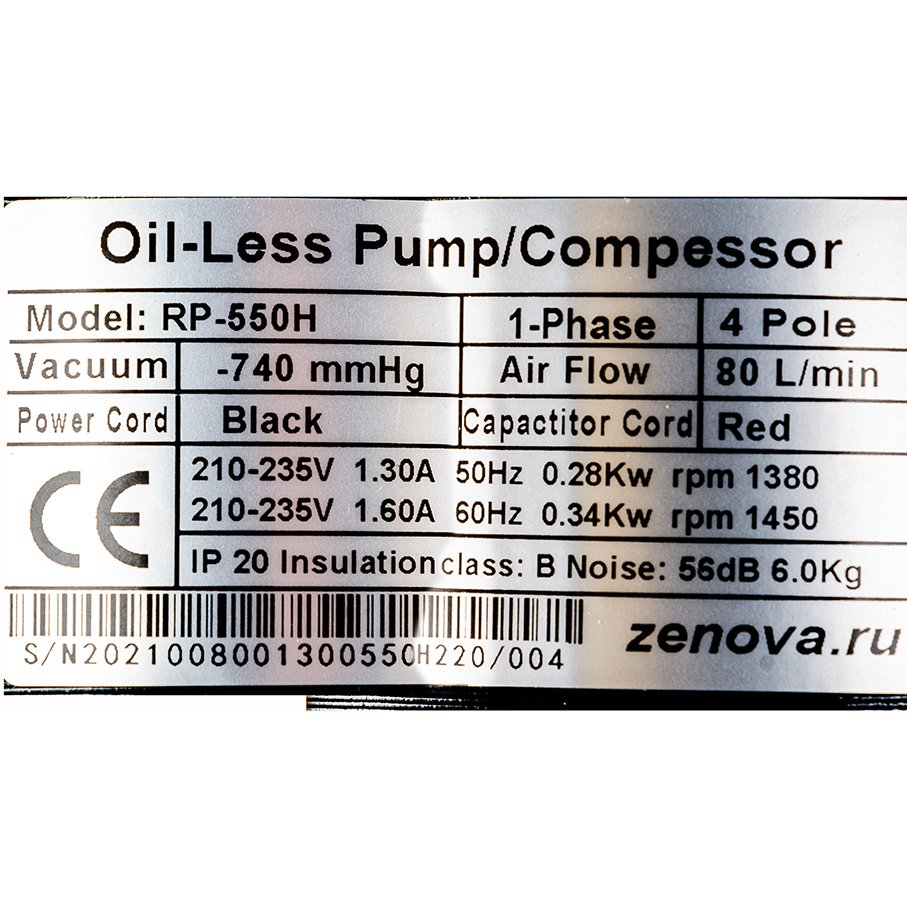 Oil-Less Pump/Compessor
Model: RP-550H 1-Phase 4 Pole
Vacuum -740 mmHg Air Flow 80 L/min
Power Cord Black Capactitor Cord Red
CE 210-235V 1.30A 50Hz 0.28Kw rpm 1380
210-235V 1.60A 60Hz 0.34Kw rpm 1450
IP 20 Insulation class: B Noise: 56dB 6.0Kg
S/N2021008001300550H220/004 zenova.ru